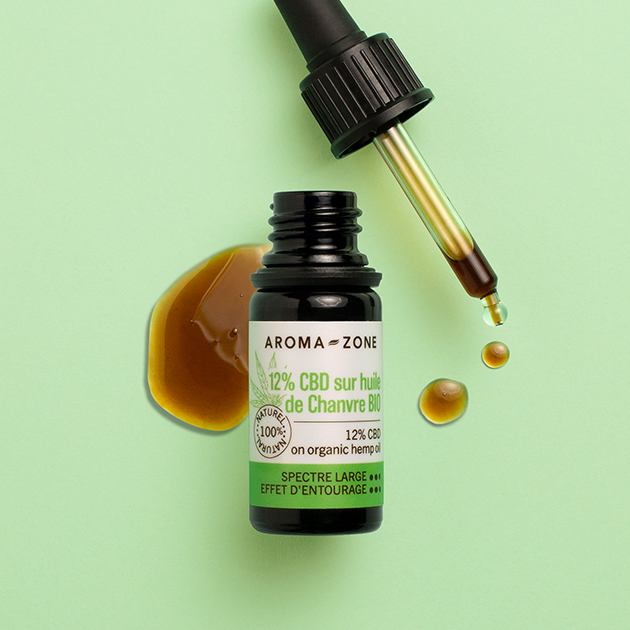 AROMA ZONE
12% CBD sur huile
de Chanvre BIO
NATUREL
100%
NATURAL
12% CBD
on organic hemp oil
SPECTRE LARGE
EFFET D'ENTOURAGE